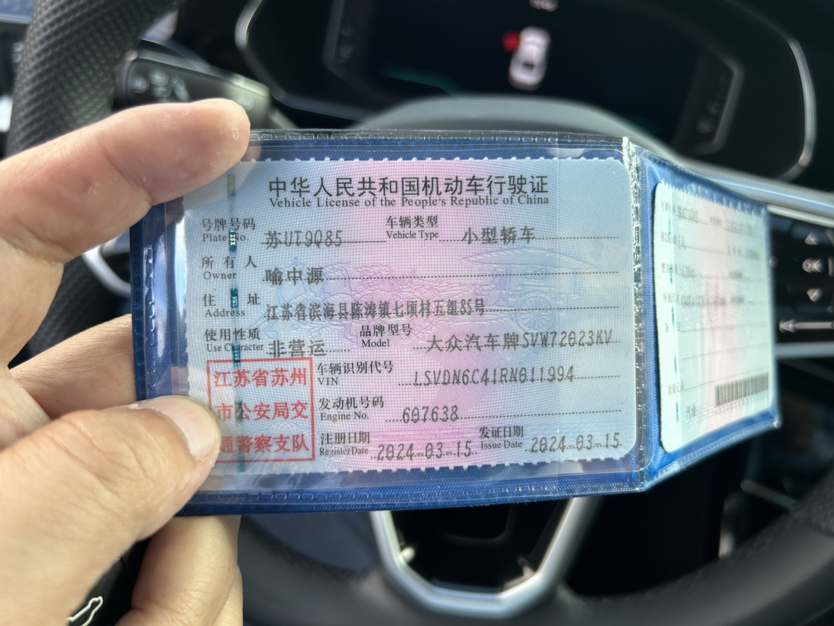 中华人民共和国机动车行驶证
Vehicle License of the People's Republic of China
号牌号码 苏UT9Q85 车辆类型 小型轿车
Plate No. Vehicle Type
所有人 喻中源
Owner
住址 江苏省滨海县陈滩镇七顷村五组85号
使用性质 非营运 品牌型号 大众汽车牌SVW72023KV
Use Character Model
江苏省苏州 车辆识别代号 LSVDN6C41RN011994
VIN
市公安局交 发动机号码 607638
Engine No.
通警察支队 注册日期 2024-03-15 发证日期 2024-03-15
Register Date Issue Date
OK